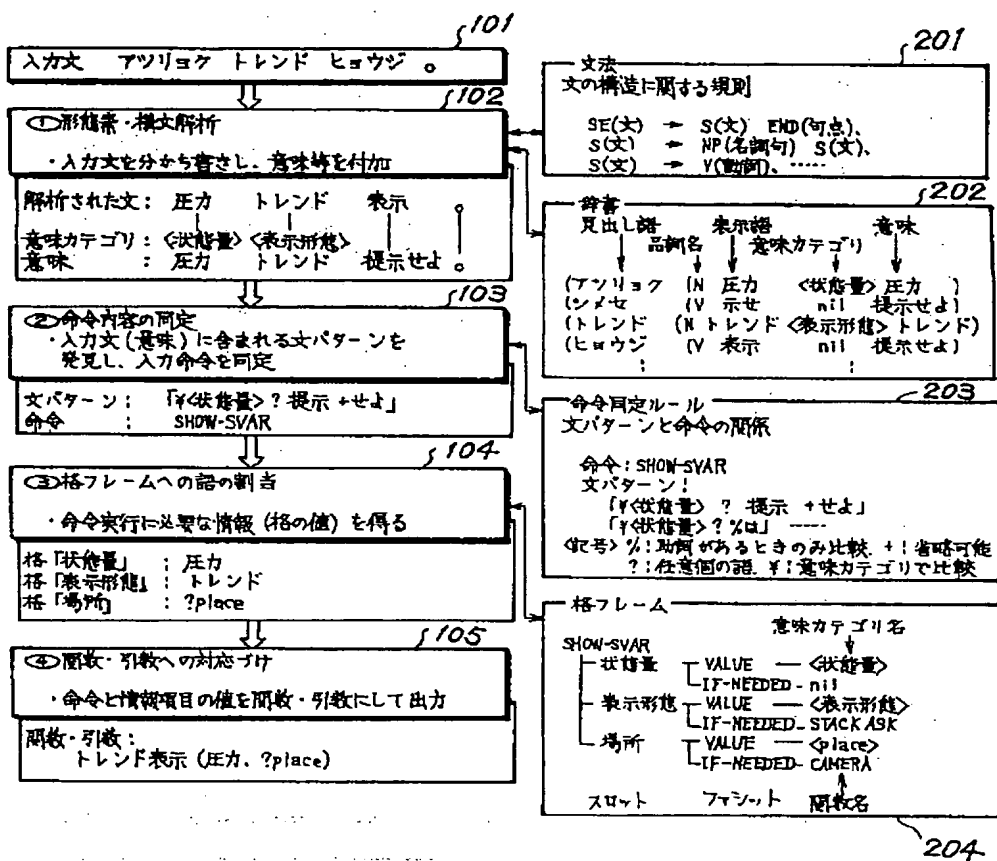 101
入力文 アツリョク トレンド ヒョウジ 。
102
①形態素・構文解析
・入力文を分かち書きし、意味等を付加
解析された文: 圧力 トレンド 表示 。
意味カテゴリ: <状態量> <表示形態>
意味 : 圧力 トレンド 提示せよ 。
103
②命令内容の同定
・入力文(意味)に含まれる文パターンを
発見し、入力命令を同定
文パターン: 「¥<状態量> ? 提示 +せよ」
命令 : SHOW-SVAR
104
③格フレームへの語の割当
・命令実行に必要な情報(格の値)を得る
格「状態量」 : 圧力
格「表示形態」: トレンド
格「場所」 : ?place
105
④関数・引数への対応づけ
・命令と情報項目の値を関数・引数にして出力
関数・引数:
トレンド表示(圧力、?place)
201
文法
文の構造に関する規則
SE(文) → S(文) END(句点)、
S(文) → NP(名詞句) S(文)、
S(文) → V(動詞)、-----
202
辞書
見出し語 表示語 意味
品詞名 意味カテゴリ
(アツリョク (N 圧力 <状態量> 圧力 )
(シメセ (V 示せ nil 提示せよ)
(トレンド (N トレンド <表示形態> トレンド)
(ヒョウジ (V 表示 nil 提示せよ)
: :
203
命令同定ルール
文パターンと命令の関係
命令: SHOW-SVAR
文パターン:
「¥<状態量> ? 提示 +せよ」
「¥<状態量> ? %は」 -----
<記号> %:助詞があるときのみ比較 +:省略可能
?:任意個の語. ¥:意味カテゴリで比較
格フレーム
意味カテゴリ名
SHOW-SVAR
状態量 VALUE <状態量>
IF-NEEDED nil
表示形態 VALUE <表示形態>
IF-NEEDED STACK ASK
場所 VALUE <place>
IF-NEEDED CAMERA
スロット ファシット 関数名
204